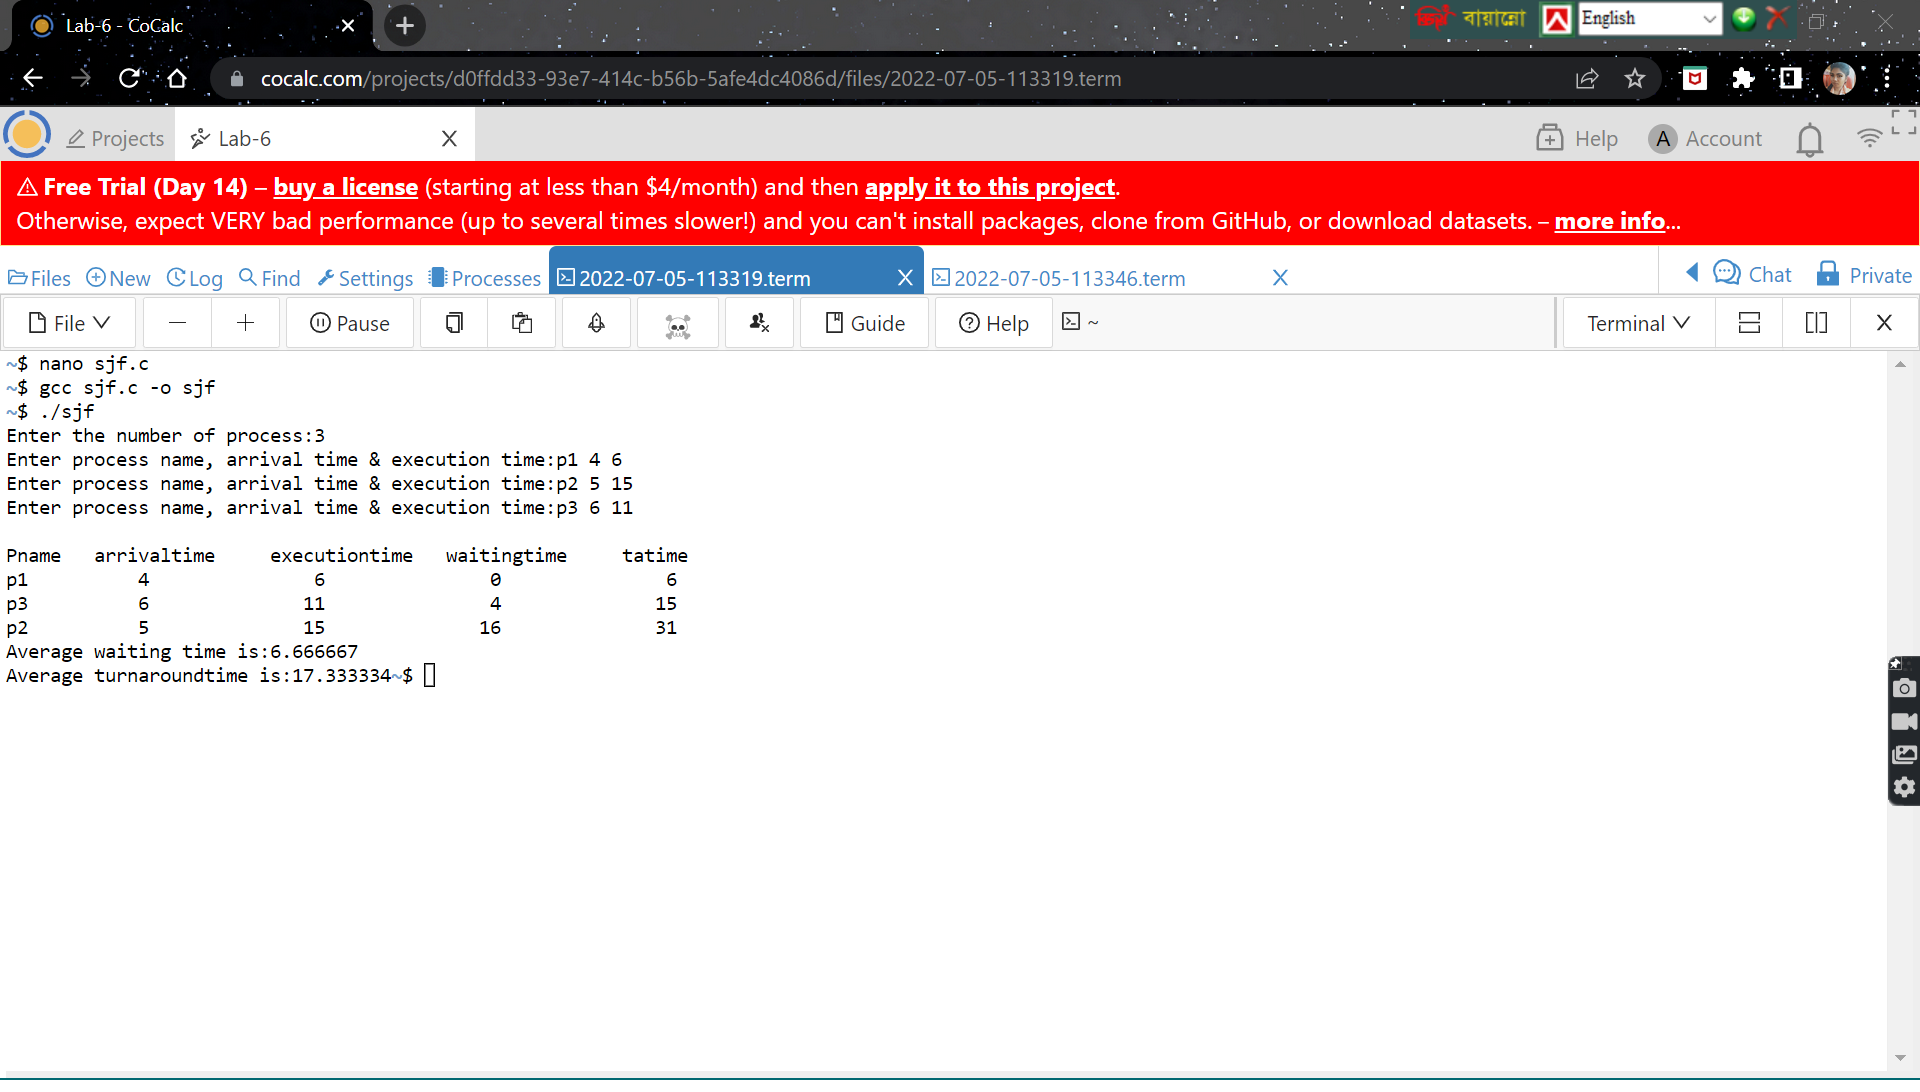 Lab-6 - CoCalc
বায়ান্নো
English
cocalc.com/projects/d0ffdd33-93e7-414c-b56b-5afe4dc4086d/files/2022-07-05-113319.term
Projects
Lab-6
Help
A Account
Free Trial (Day 14) – buy a license (starting at less than $4/month) and then apply it to this project.
Otherwise, expect VERY bad performance (up to several times slower!) and you can't install packages, clone from GitHub, or download datasets. – more info...
Files New Log Find Settings Processes 2022-07-05-113319.term 2022-07-05-113346.term Chat Private
File Pause Guide Help ~ Terminal
~$ nano sjf.c
~$ gcc sjf.c -o sjf
~$ ./sjf
Enter the number of process:3
Enter process name, arrival time & execution time:p1 4 6
Enter process name, arrival time & execution time:p2 5 15
Enter process name, arrival time & execution time:p3 6 11
Pname arrivaltime executiontime waitingtime tatime
p1 4 6 0 6
p3 6 11 4 15
p2 5 15 16 31
Average waiting time is:6.666667
Average turnaroundtime is:17.333334~$